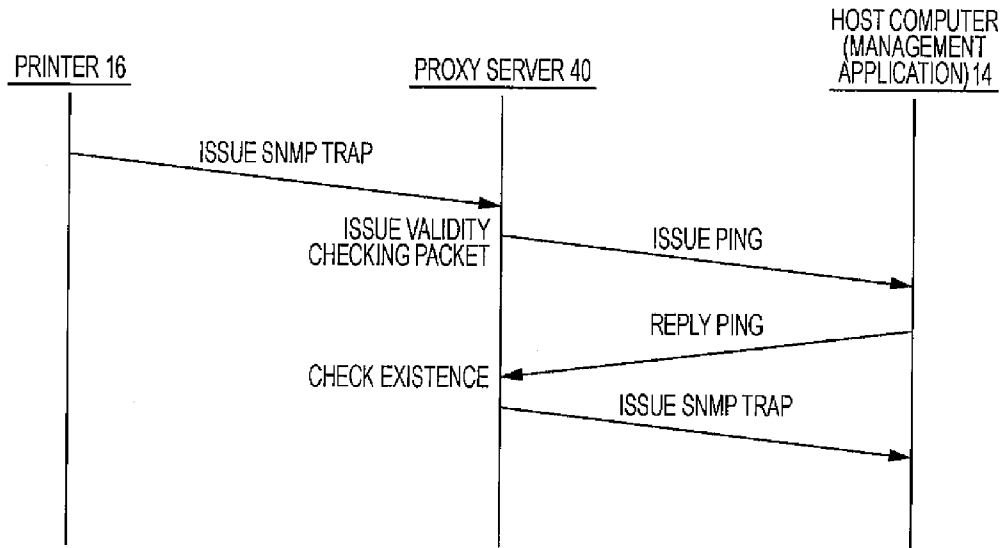 HOST COMPUTER
(MANAGEMENT
APPLICATION) 14
PRINTER 16
PROXY SERVER 40
ISSUE SNMP TRAP
ISSUE VALIDITY
CHECKING PACKET
ISSUE PING
REPLY PING
CHECK EXISTENCE
ISSUE SNMP TRAP